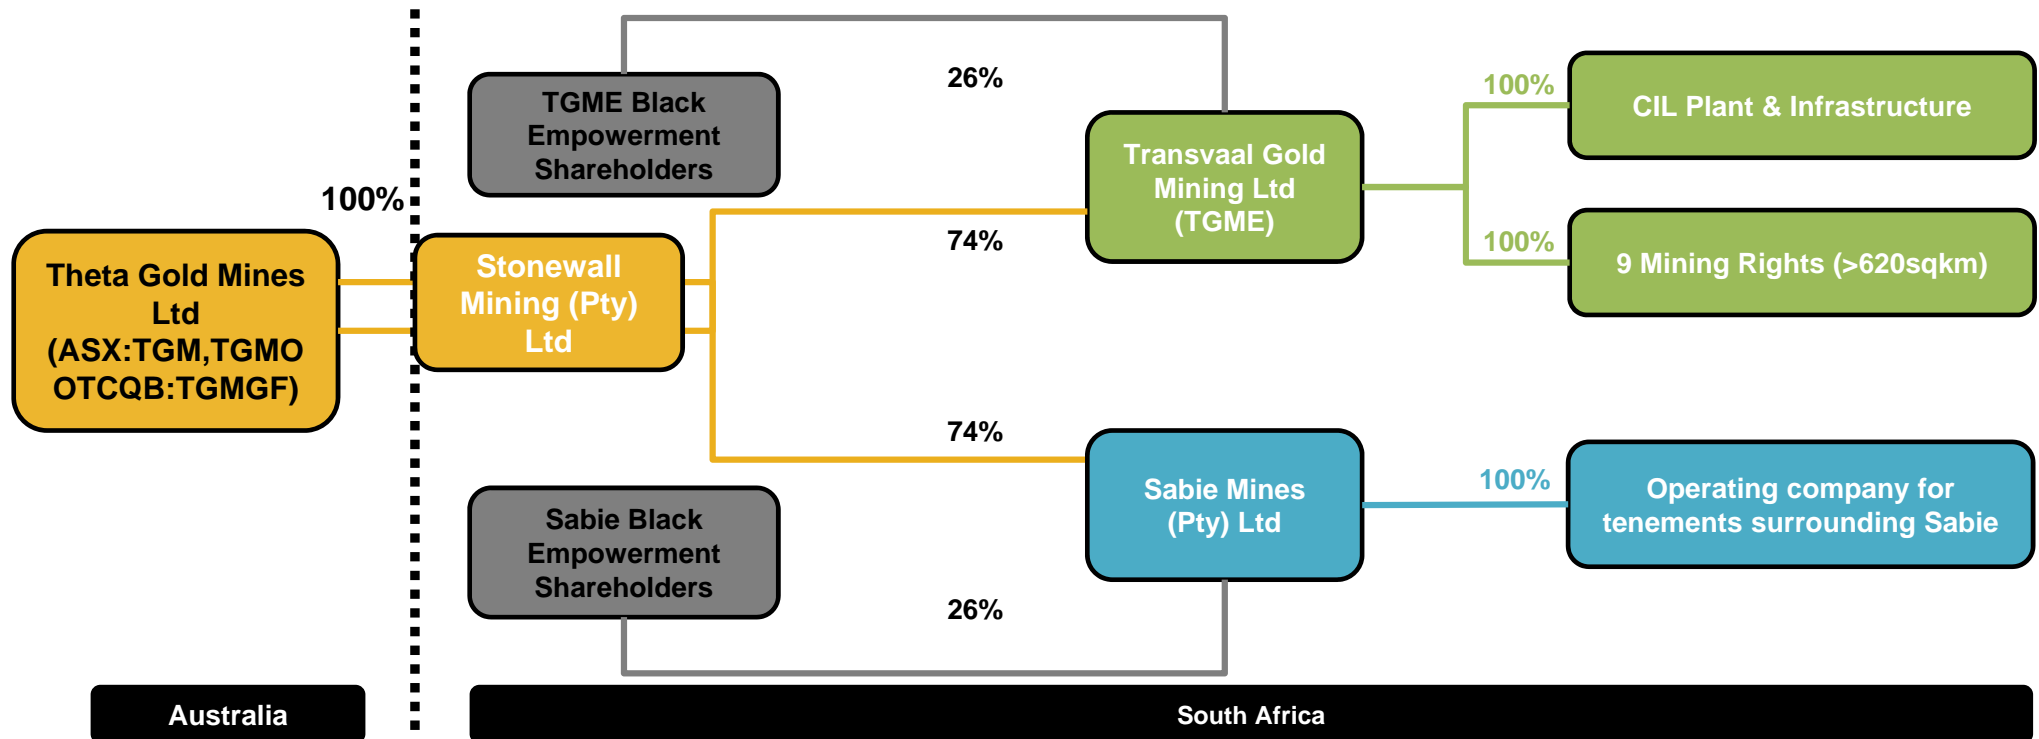 26%
TGME Black
Empowerment
Shareholders
100%
CIL Plant & Infrastructure
Transvaal Gold
Mining Ltd
(TGME)
100%
Theta Gold Mines
Ltd
(ASX:TGM,TGMO
OTCQB:TGMGF)
Stonewall
Mining (Pty)
Ltd
74%
100%
9 Mining Rights (>620sqkm)
74%
Sabie Black
Empowerment
Shareholders
Sabie Mines
(Pty) Ltd
100%
Operating company for
tenements surrounding Sabie
26%
Australia
South Africa